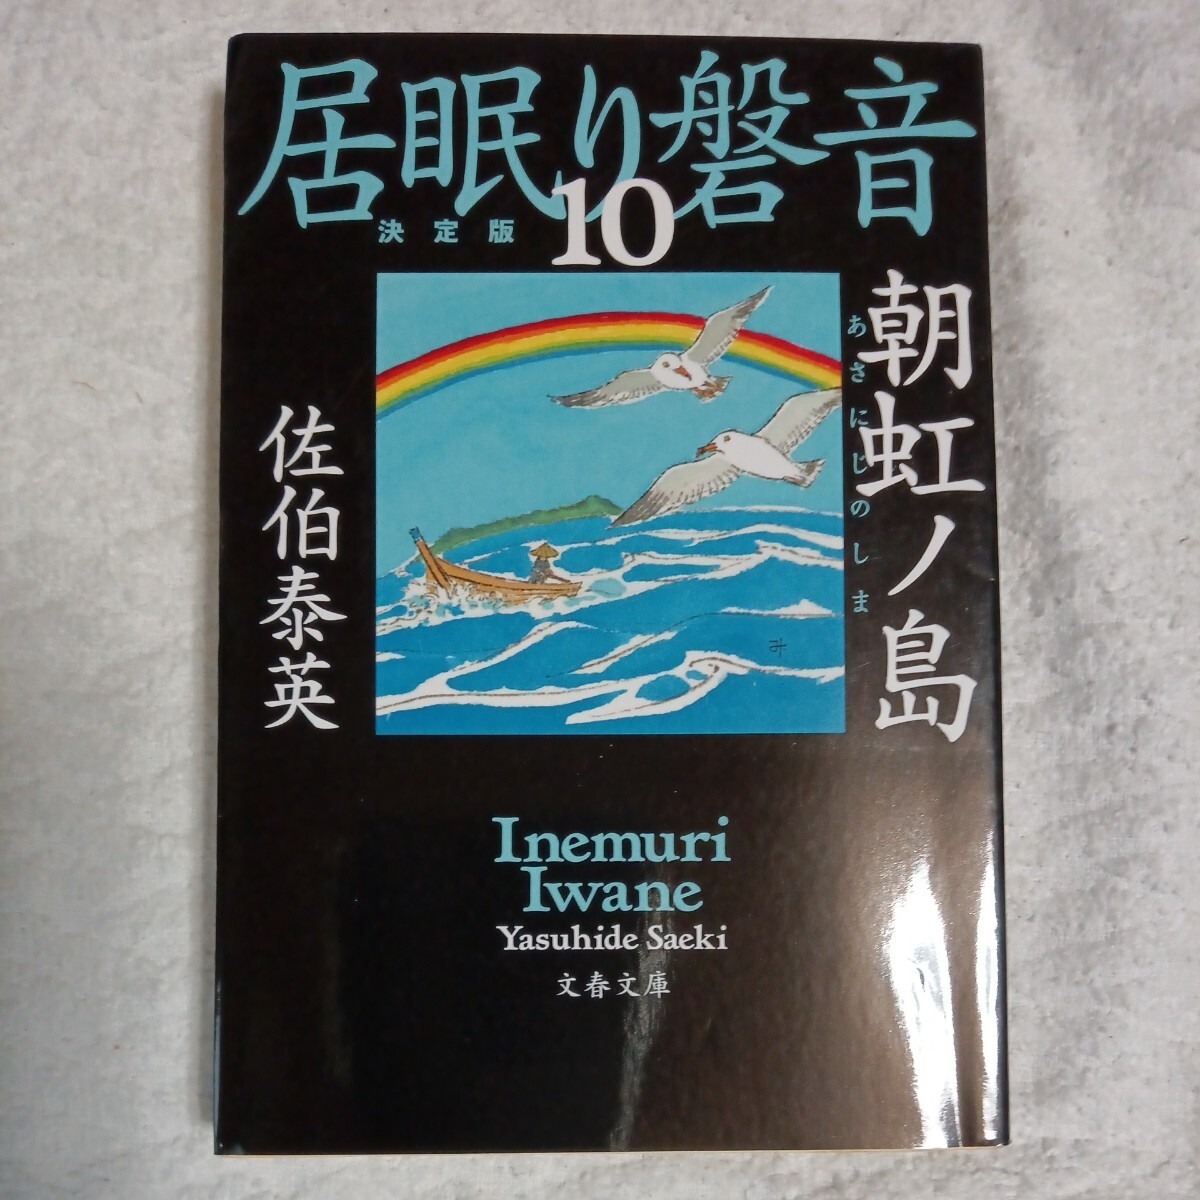 居眠り磐音
決定版
10
朝虹ノ島
あさにじのしま
佐伯泰英
み
Inemuri
Iwane
Yasuhide Saeki
文春文庫